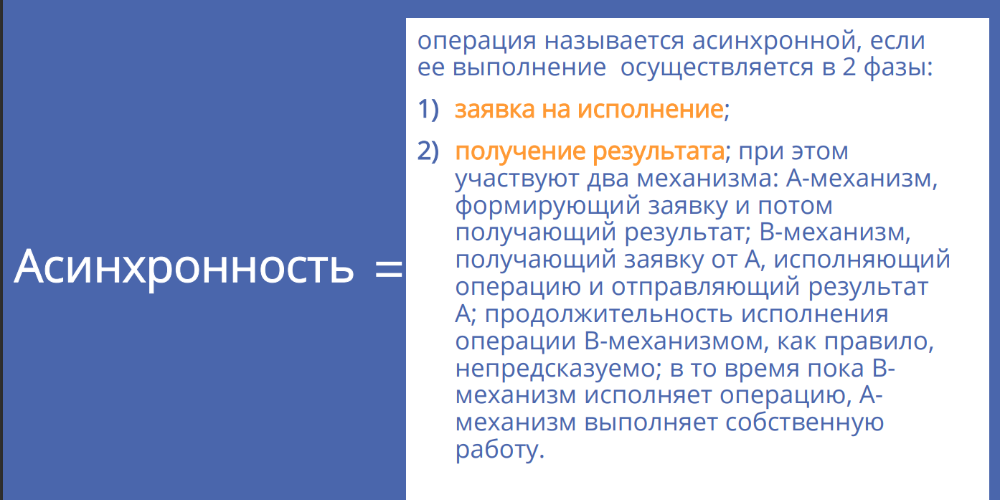 Асинхронность =
операция называется асинхронной, если
ее выполнение осуществляется в 2 фазы:
1) заявка на исполнение;
2) получение результата; при этом
участвуют два механизма: А-механизм,
формирующий заявку и потом
получающий результат; В-механизм,
получающий заявку от А, исполняющий
операцию и отправляющий результат
А; продолжительность исполнения
операции В-механизмом, как правило,
непредсказуемо; в то время пока В-
механизм исполняет операцию, А-
механизм выполняет собственную
работу.